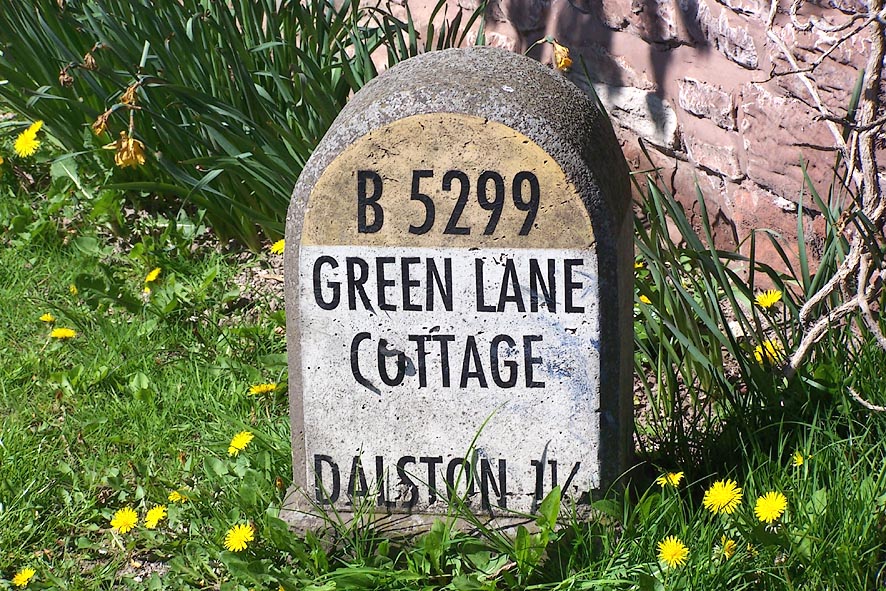 B 5299
GREEN LANE
COTTAGE
DALSTON